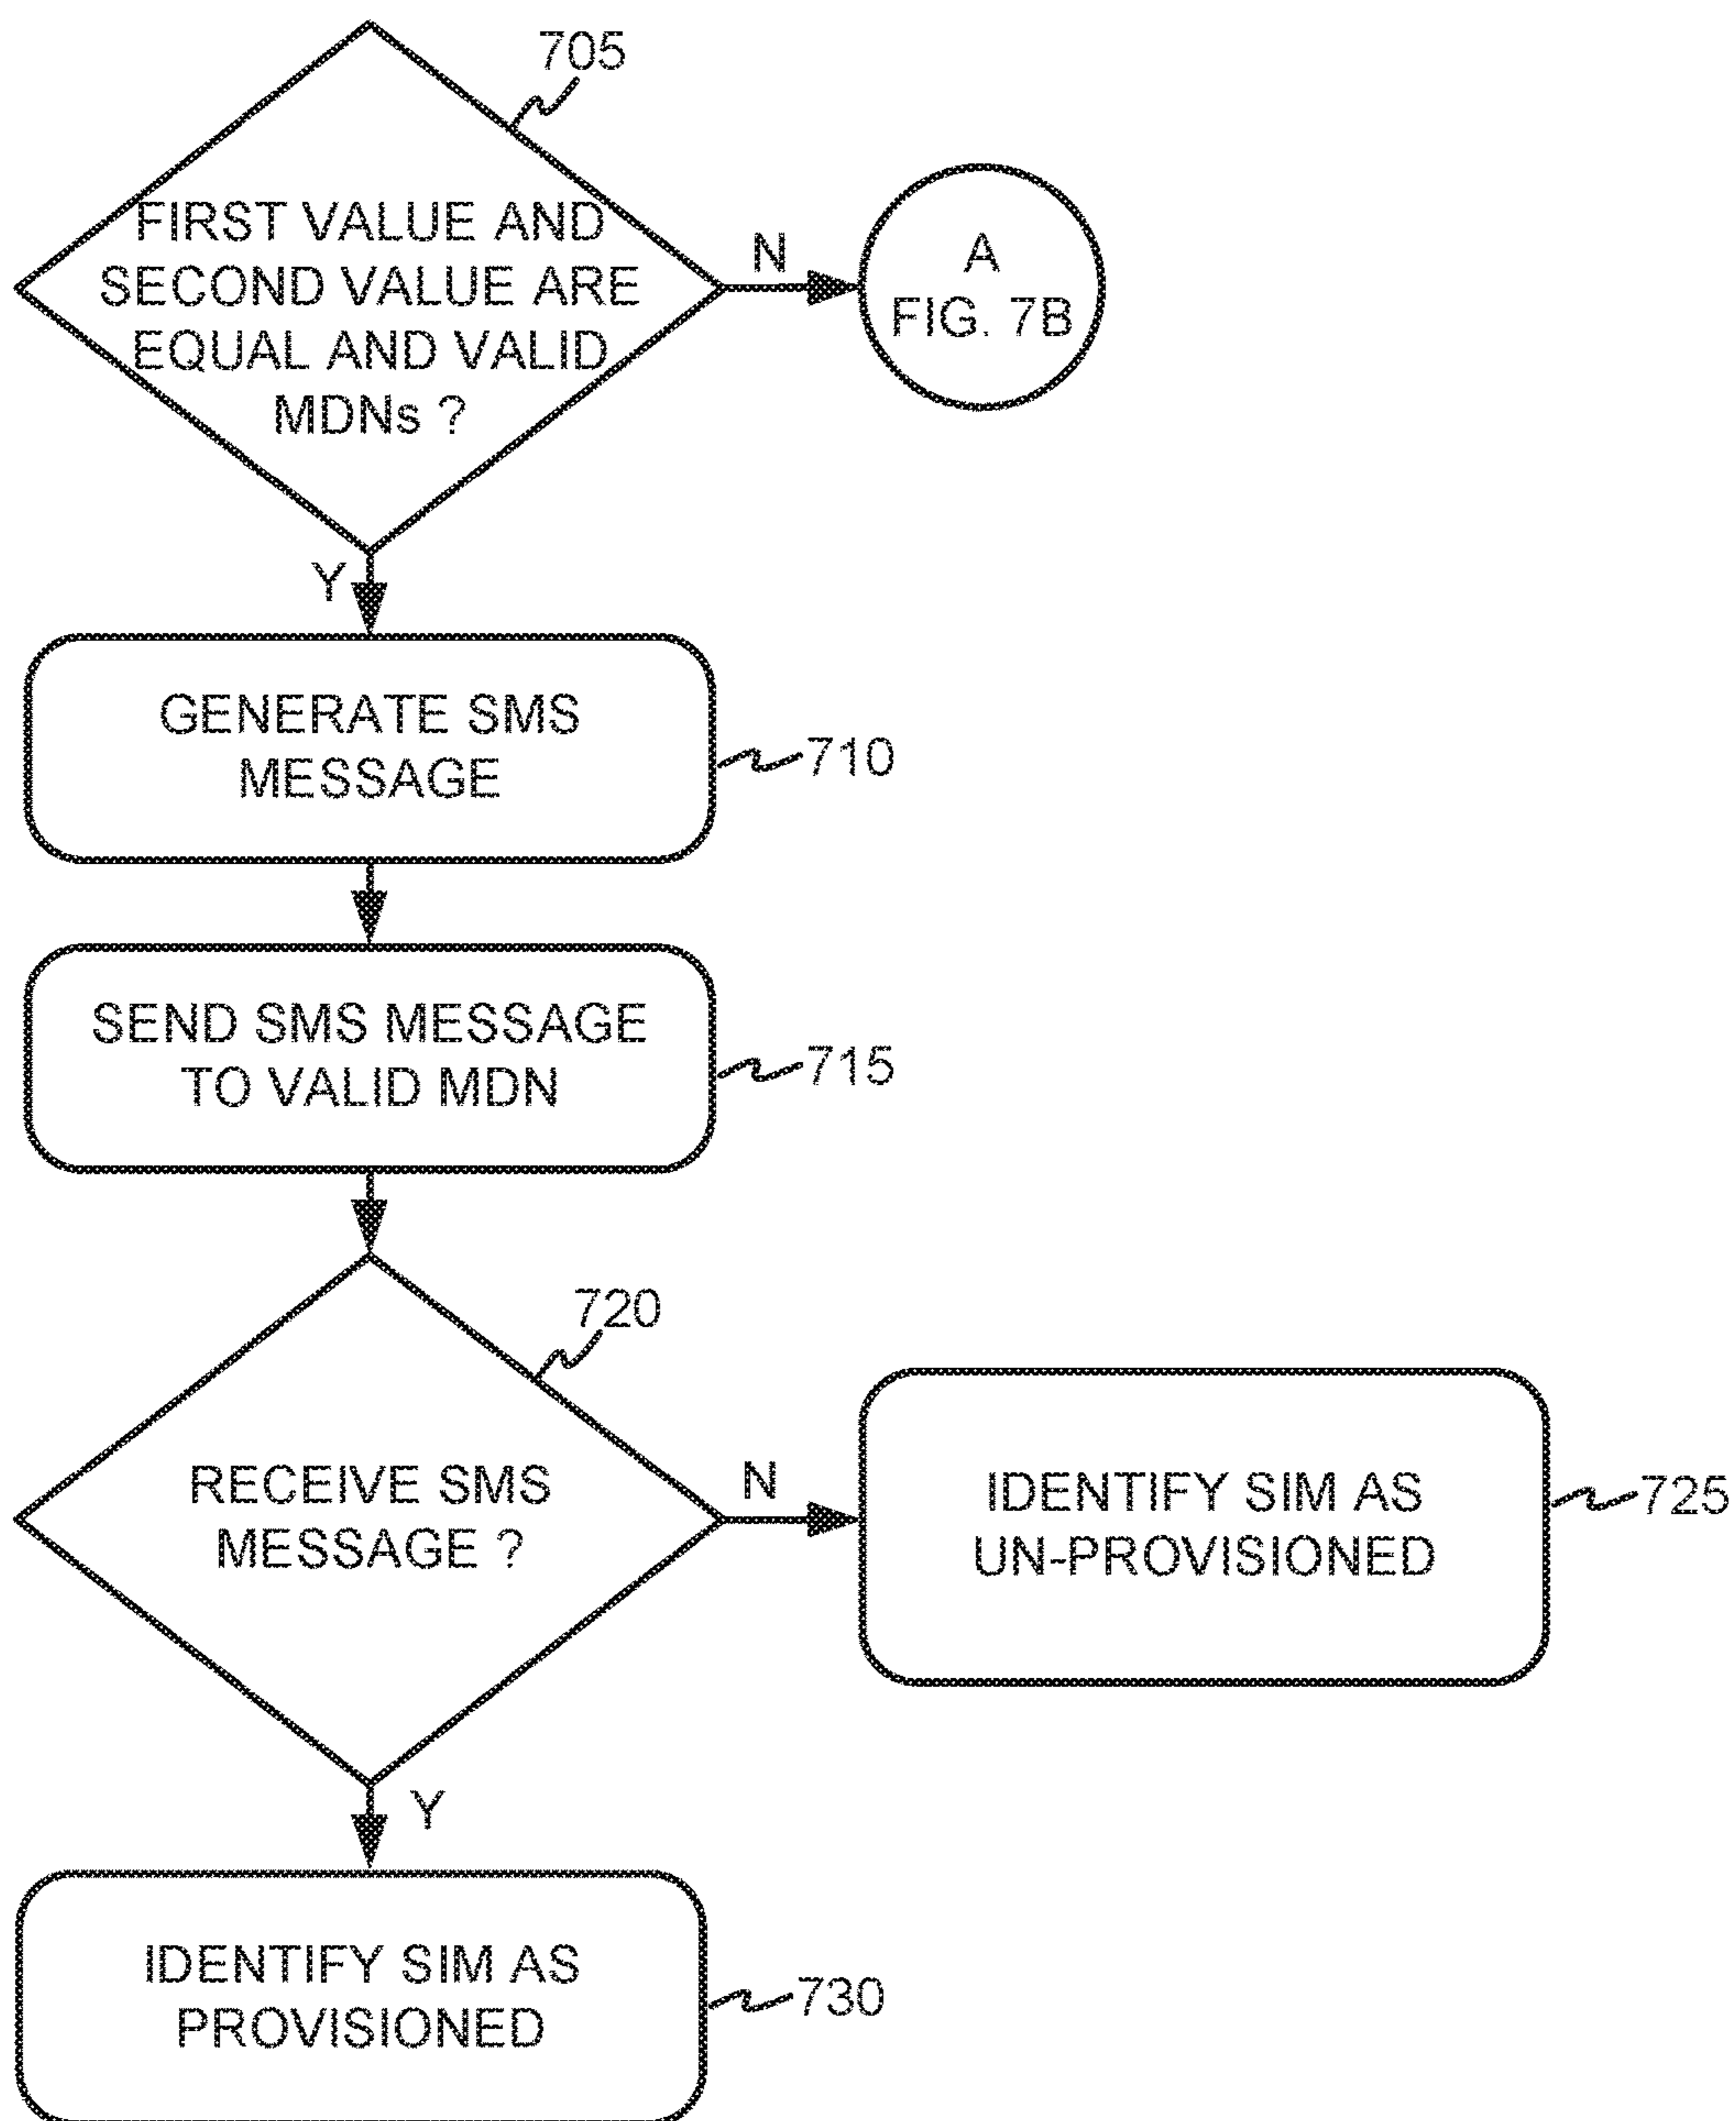 705
FIRST VALUE AND
SECOND VALUE ARE
EQUAL AND VALID
MDNs ?
N
A
FIG. 7B
Y
GENERATE SMS
MESSAGE
710
SEND SMS MESSAGE
TO VALID MDN
715
720
RECEIVE SMS
MESSAGE ?
N
IDENTIFY SIM AS
UN-PROVISIONED
725
Y
IDENTIFY SIM AS
PROVISIONED
730